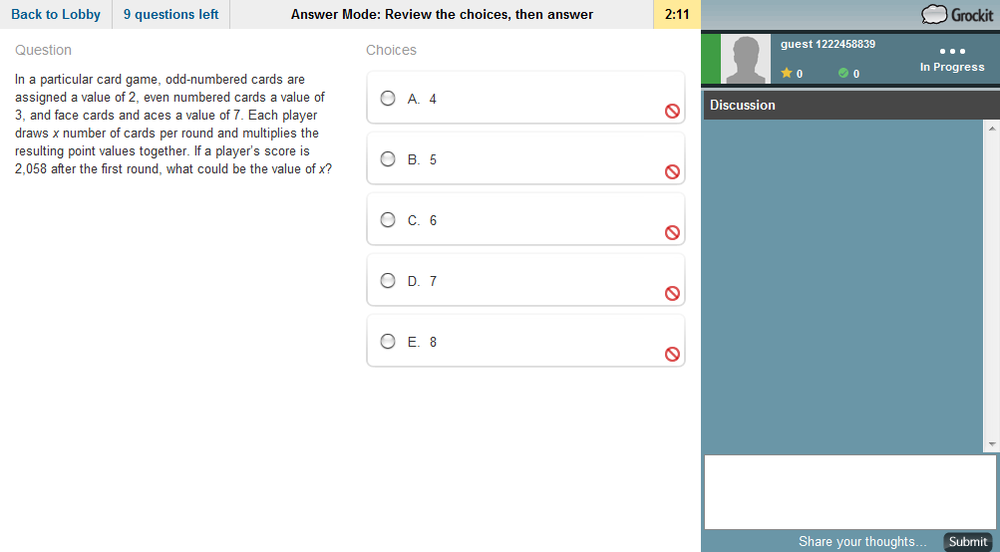 Back to Lobby
9 questions left
Answer Mode: Review the choices, then answer
2:11
Grockit
Question
In a particular card game, odd-numbered cards are
assigned a value of 2, even numbered cards a value of
3, and face cards and aces a value of 7. Each player
draws x number of cards per round and multiplies the
resulting point values together. If a player's score is
2,058 after the first round, what could be the value of x?
Choices
A. 4
B. 5
C. 6
D. 7
E. 8
guest 1222458839
0
0
In Progress
Discussion
Share your thoughts...
Submit